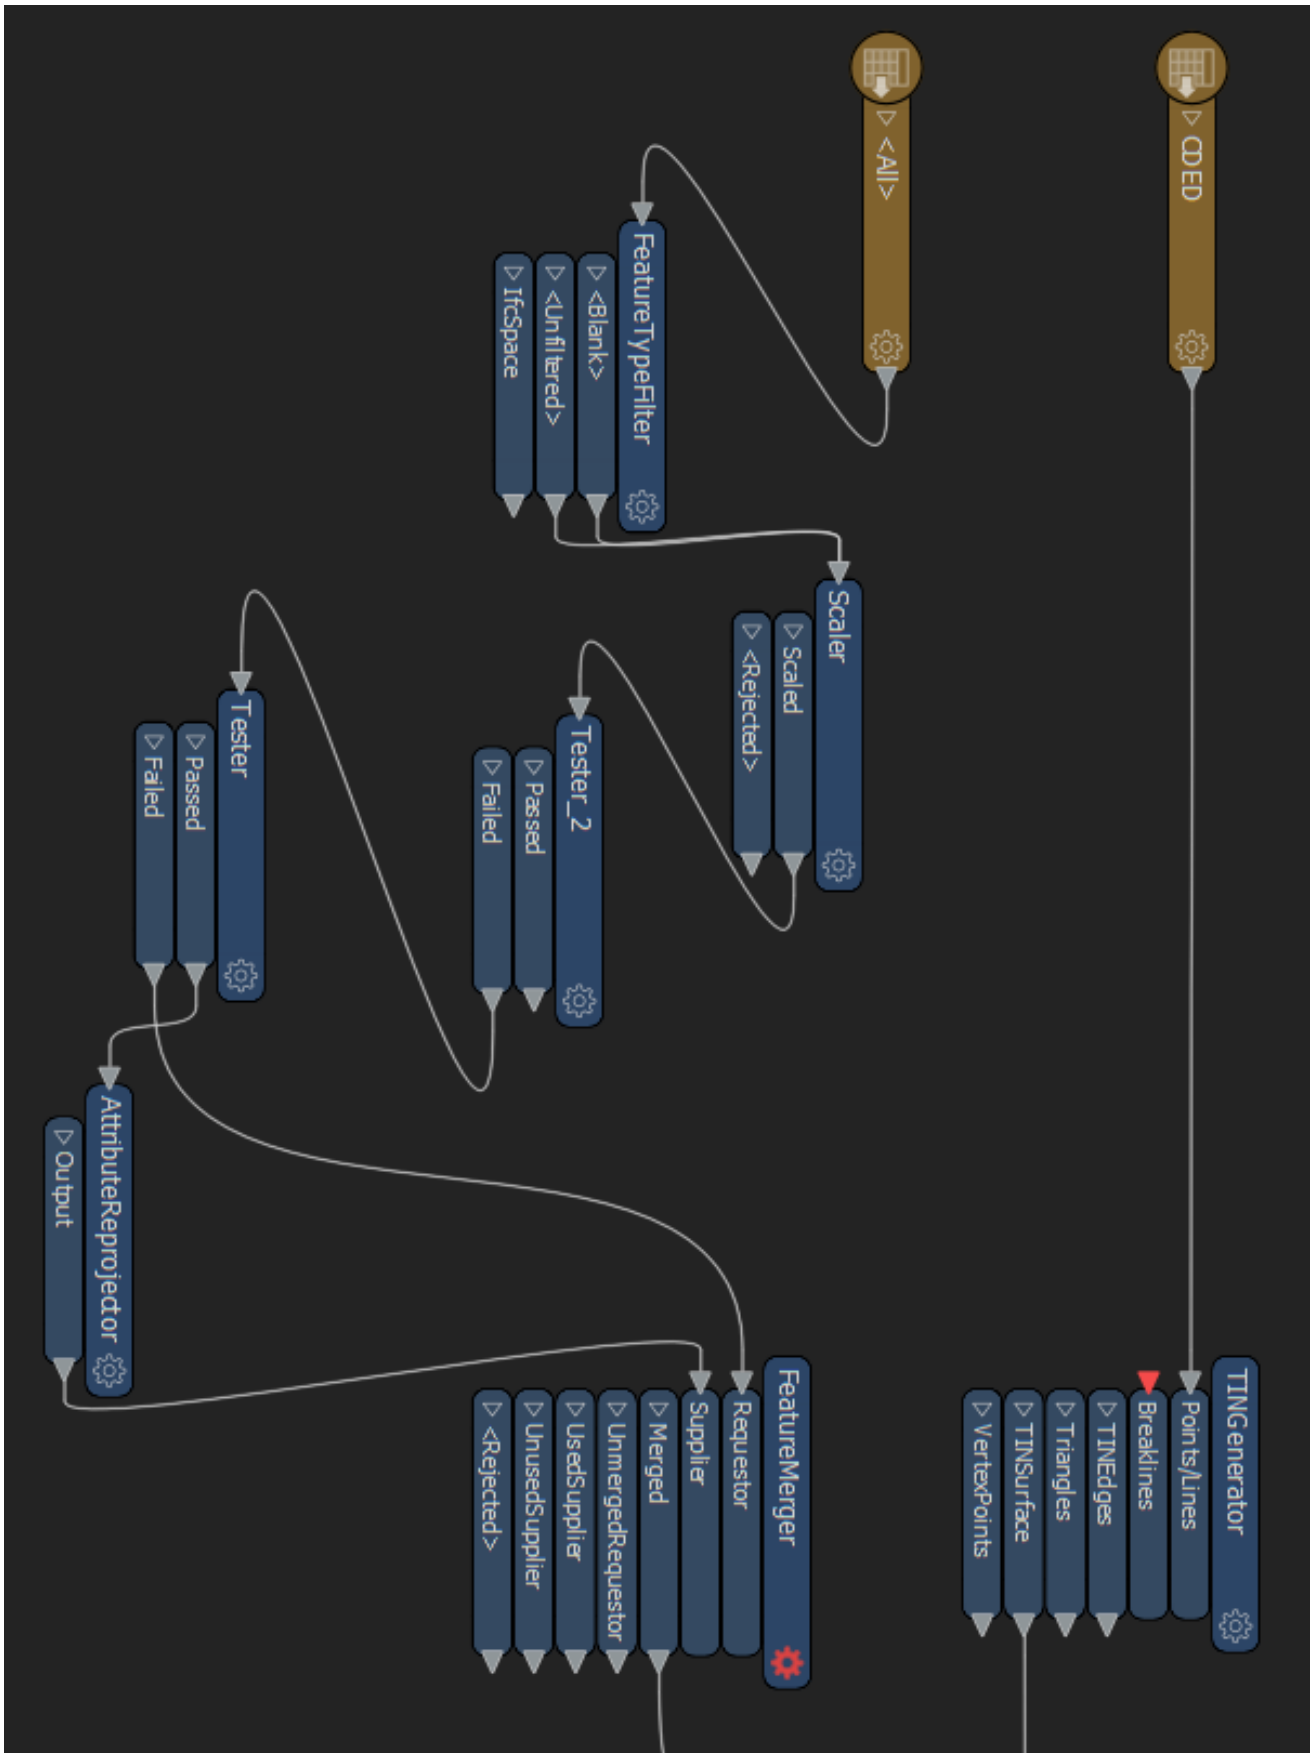 CDED
<All>
FeatureTypeFilter
<Blank>
<Unfiltered>
IfcSpace
Scaler
Scaled
<Rejected>
Tester_2
Passed
Failed
Tester
Passed
Failed
AttributeReprojector
Output
TINGenerator
Points/Lines
Breaklines
TINEdges
Triangles
TINSurface
VertexPoints
FeatureMerger
Requestor
Supplier
Merged
UnmergedRequestor
UsedSupplier
UnusedSupplier
<Rejected>